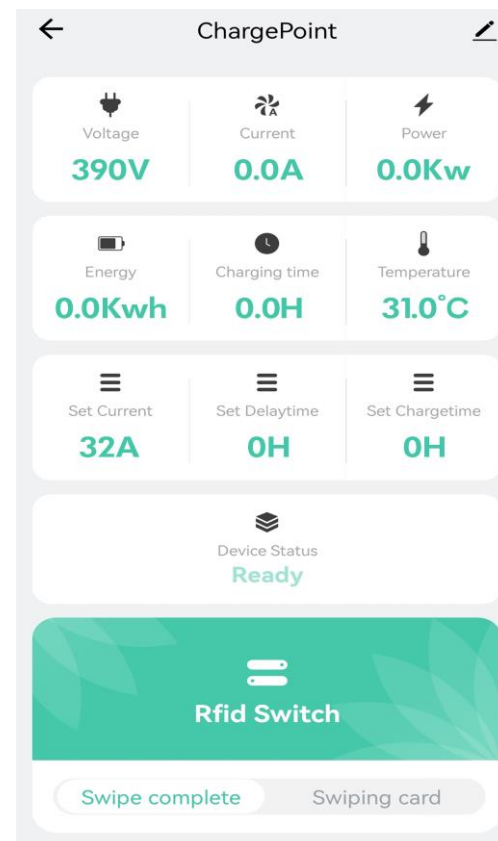 ChargePoint
Voltage Current Power
390V 0.0A 0.0Kw
Energy Charging time Temperature
0.0Kwh 0.0H 31.0°C
Set Current Set Delaytime Set Chargetime
32A 0H 0H
Device Status
Ready
Rfid Switch
Swipe complete Swiping card